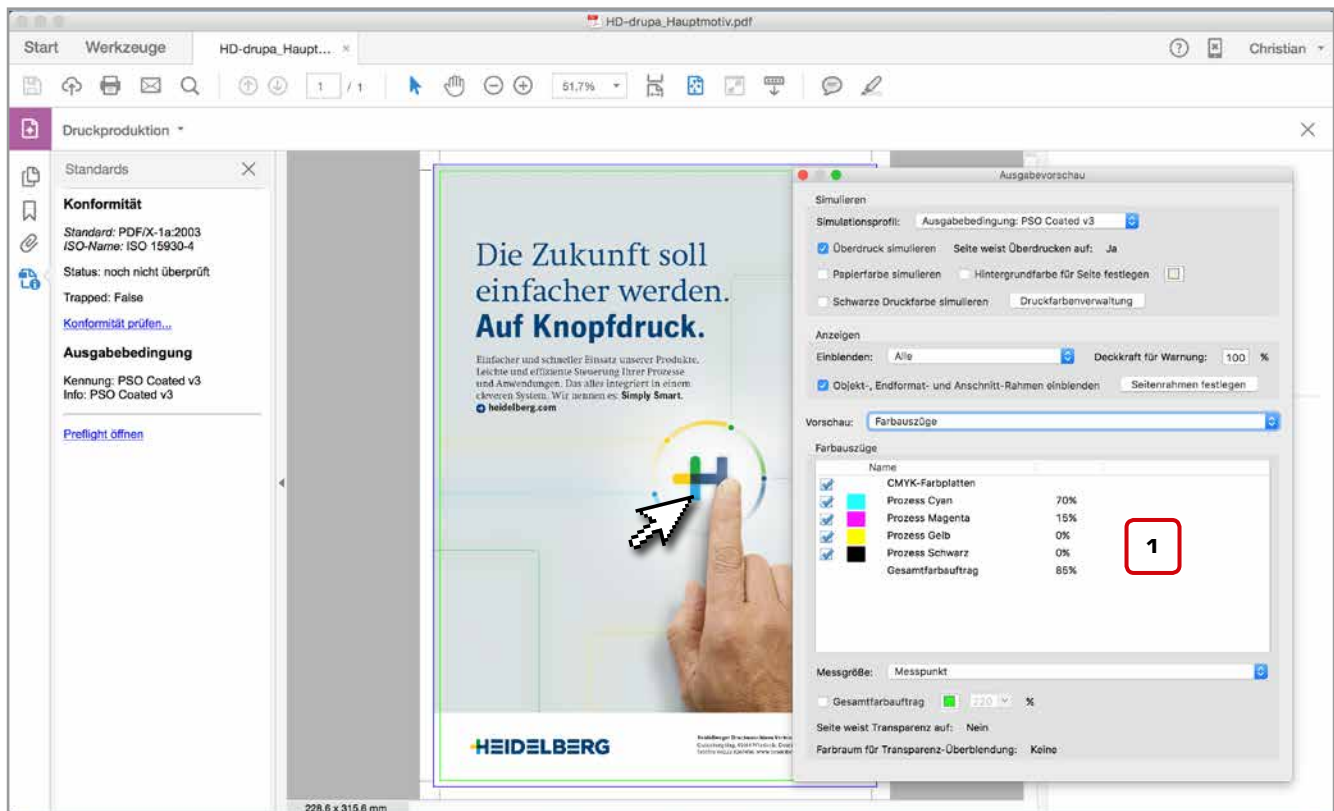 HD-drupa_Hauptmotiv.pdf
Start Werkzeuge HD-drupa_Haupt... × Christian
1 / 1 51,7%
Druckproduktion
Standards
Konformität
Standard: PDF/X-1a:2003
ISO-Name: ISO 15930-4
Status: noch nicht überprüft
Trapped: False
Konformität prüfen...
Ausgabebedingung
Kennung: PSO Coated v3
Info: PSO Coated v3
Preflight öffnen
Die Zukunft soll
einfacher werden.
Auf Knopfdruck.
Einfacher und schneller Einsatz unserer Produkte.
Leichte und effiziente Steuerung Ihrer Prozesse
und Anwendungen. Das alles integriert in einem
cleveren System. Wir nennen es: Simply Smart.
heidelberg.com
H
HEIDELBERG
228,6 x 315,6 mm
Ausgabevorschau
Simulieren
Simulationsprofil: Ausgabebedingung: PSO Coated v3
Überdruck simulieren Seite weist Überdrucken auf: Ja
Papierfarbe simulieren Hintergrundfarbe für Seite festlegen
Schwarze Druckfarbe simulieren Druckfarbenverwaltung
Anzeigen
Einblenden: Alle Deckkraft für Warnung: 100 %
Objekt-, Endformat- und Anschnitt-Rahmen einblenden Seitenrahmen festlegen
Vorschau: Farbauszüge
Farbauszüge
Name
CMYK-Farbplatten
Prozess Cyan 70%
Prozess Magenta 15%
Prozess Gelb 0%
Prozess Schwarz 0%
Gesamtfarbauftrag 85%
1
Messgröße: Messpunkt
Gesamtfarbauftrag 220 %
Seite weist Transparenz auf: Nein
Farbraum für Transparenz-Überblendung: Keine